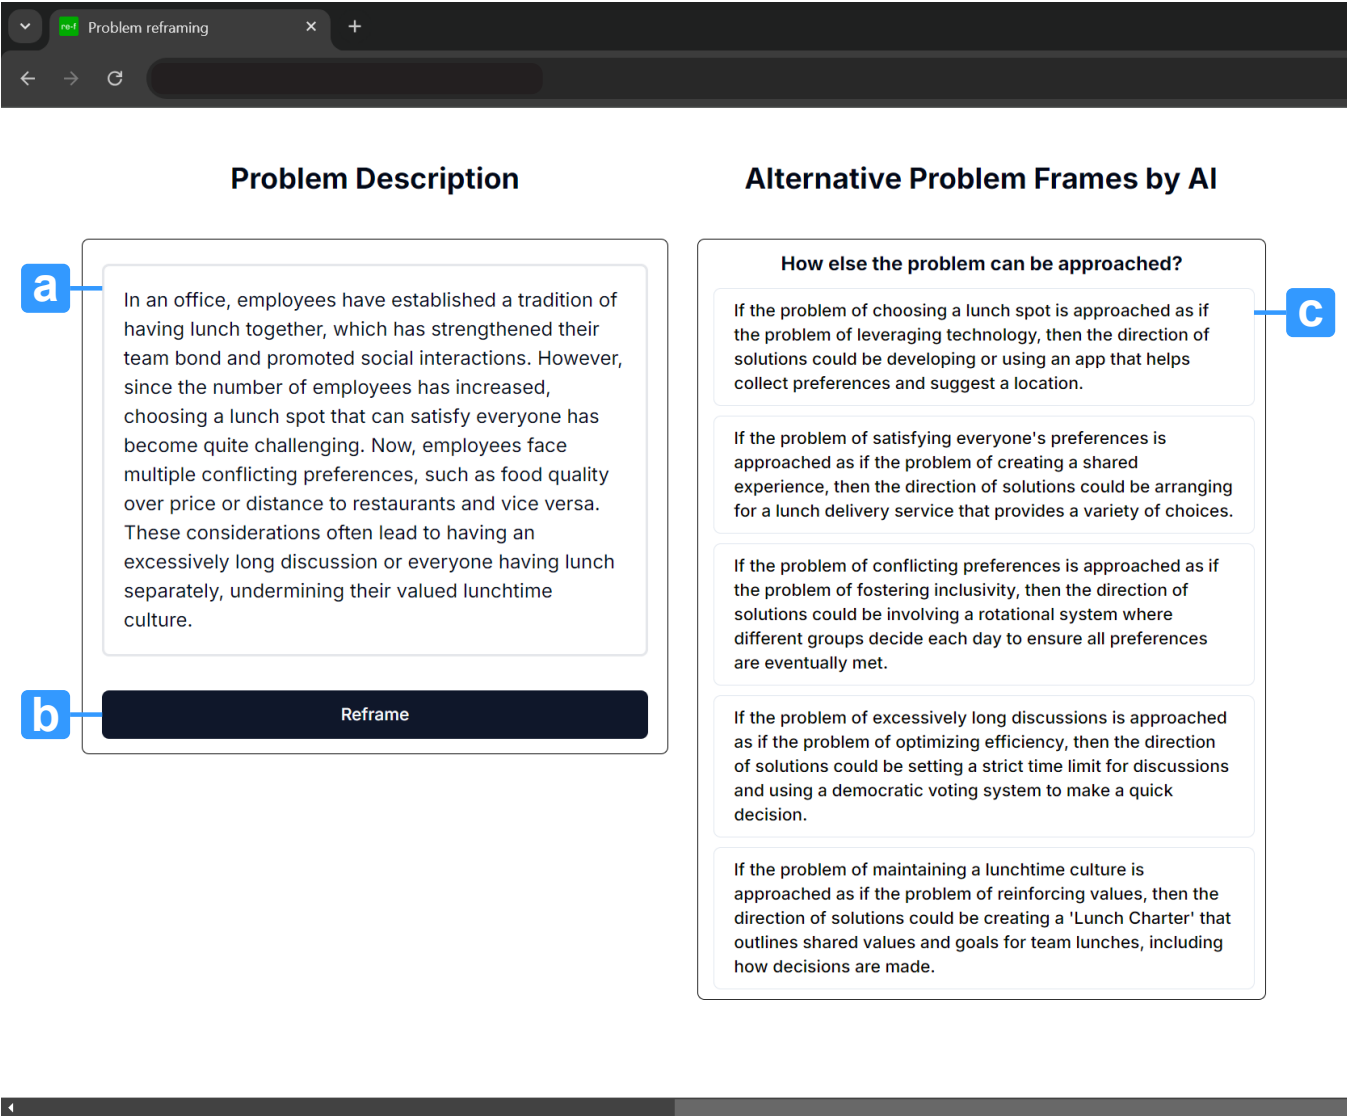 re-f Problem reframing
Problem Description
a
In an office, employees have established a tradition of
having lunch together, which has strengthened their
team bond and promoted social interactions. However,
since the number of employees has increased,
choosing a lunch spot that can satisfy everyone has
become quite challenging. Now, employees face
multiple conflicting preferences, such as food quality
over price or distance to restaurants and vice versa.
These considerations often lead to having an
excessively long discussion or everyone having lunch
separately, undermining their valued lunchtime
culture.
b
Reframe
Alternative Problem Frames by AI
How else the problem can be approached?
c
If the problem of choosing a lunch spot is approached as if
the problem of leveraging technology, then the direction of
solutions could be developing or using an app that helps
collect preferences and suggest a location.
If the problem of satisfying everyone's preferences is
approached as if the problem of creating a shared
experience, then the direction of solutions could be arranging
for a lunch delivery service that provides a variety of choices.
If the problem of conflicting preferences is approached as if
the problem of fostering inclusivity, then the direction of
solutions could be involving a rotational system where
different groups decide each day to ensure all preferences
are eventually met.
If the problem of excessively long discussions is approached
as if the problem of optimizing efficiency, then the direction
of solutions could be setting a strict time limit for discussions
and using a democratic voting system to make a quick
decision.
If the problem of maintaining a lunchtime culture is
approached as if the problem of reinforcing values, then the
direction of solutions could be creating a 'Lunch Charter' that
outlines shared values and goals for team lunches, including
how decisions are made.